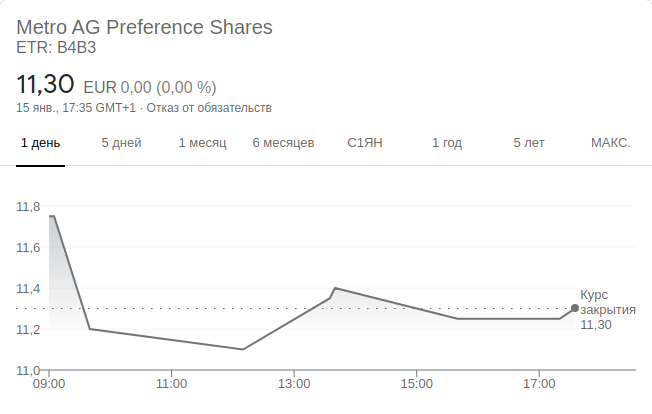 Metro AG Preference Shares
ETR: B4B3
11,30 EUR 0,00 (0,00 %)
15 янв., 17:35 GMT+1 · Отказ от обязательств
1 день 5 дней 1 месяц 6 месяцев С1ЯН 1 год 5 лет МАКС.
11,8
11,6
11,4
11,2
11,0
Курс
закрытия
11,30
09:00 11:00 13:00 15:00 17:00